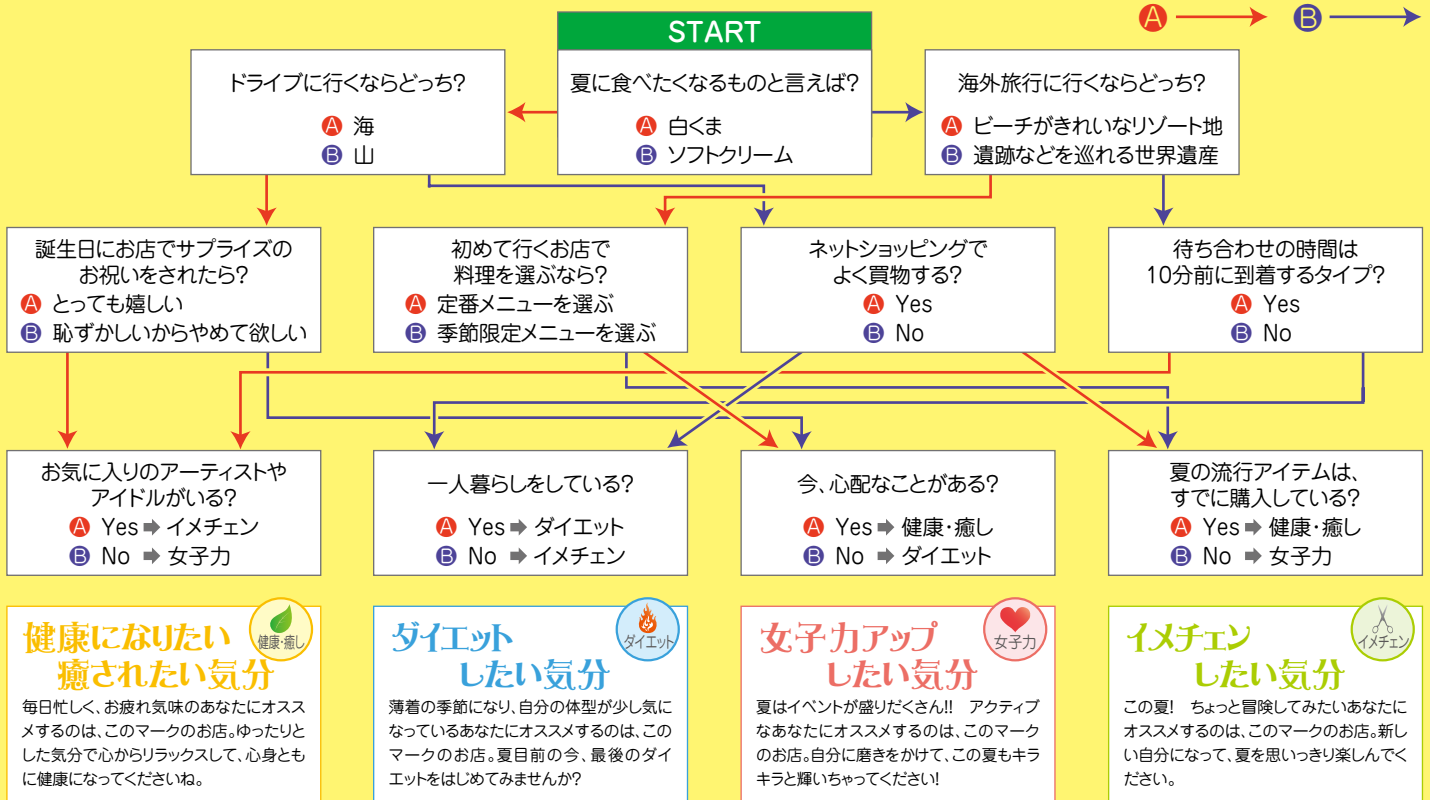 A B
START
夏に食べたくなるものと言えば?
A 白くま
B ソフトクリーム
ドライブに行くならどっち?
A 海
B 山
海外旅行に行くならどっち?
A ビーチがきれいなリゾート地
B 遺跡などを巡れる世界遺産
誕生日にお店でサプライズの
お祝いをされたら?
A とっても嬉しい
B 恥ずかしいからやめて欲しい
初めて行くお店で
料理を選ぶなら?
A 定番メニューを選ぶ
B 季節限定メニューを選ぶ
ネットショッピングで
よく買物する?
A Yes
B No
待ち合わせの時間は
10分前に到着するタイプ?
A Yes
B No
お気に入りのアーティストや
アイドルがいる?
A Yes ➡ イメチェン
B No ➡ 女子力
一人暮らしをしている?
A Yes ➡ ダイエット
B No ➡ イメチェン
今、心配なことがある?
A Yes ➡ 健康・癒し
B No ➡ ダイエット
夏の流行アイテムは、
すでに購入している?
A Yes ➡ 健康・癒し
B No ➡ 女子力
健康になりたい
癒されたい気分
健康・癒し
毎日忙しく、お疲れ気味のあなたにオスス
メするのは、このマークのお店。ゆったりと
した気分で心からリラックスして、心身とも
に健康になってくださいね。
ダイエット
したい気分
ダイエット
薄着の季節になり、自分の体型が少し気に
なっているあなたにオススメするのは、この
マークのお店。夏目前の今、最後のダイ
エットをはじめてみませんか?
女子力アップ
したい気分
女子力
夏はイベントが盛りだくさん!! アクティブ
なあなたにオススメするのは、このマーク
のお店。自分に磨きをかけて、この夏もキラ
キラと輝いちゃってください!
イメチェン
したい気分
イメチェン
この夏! ちょっと冒険してみたいあなたに
オススメするのは、このマークのお店。新し
い自分になって、夏を思いっきり楽しんでく
ださい。